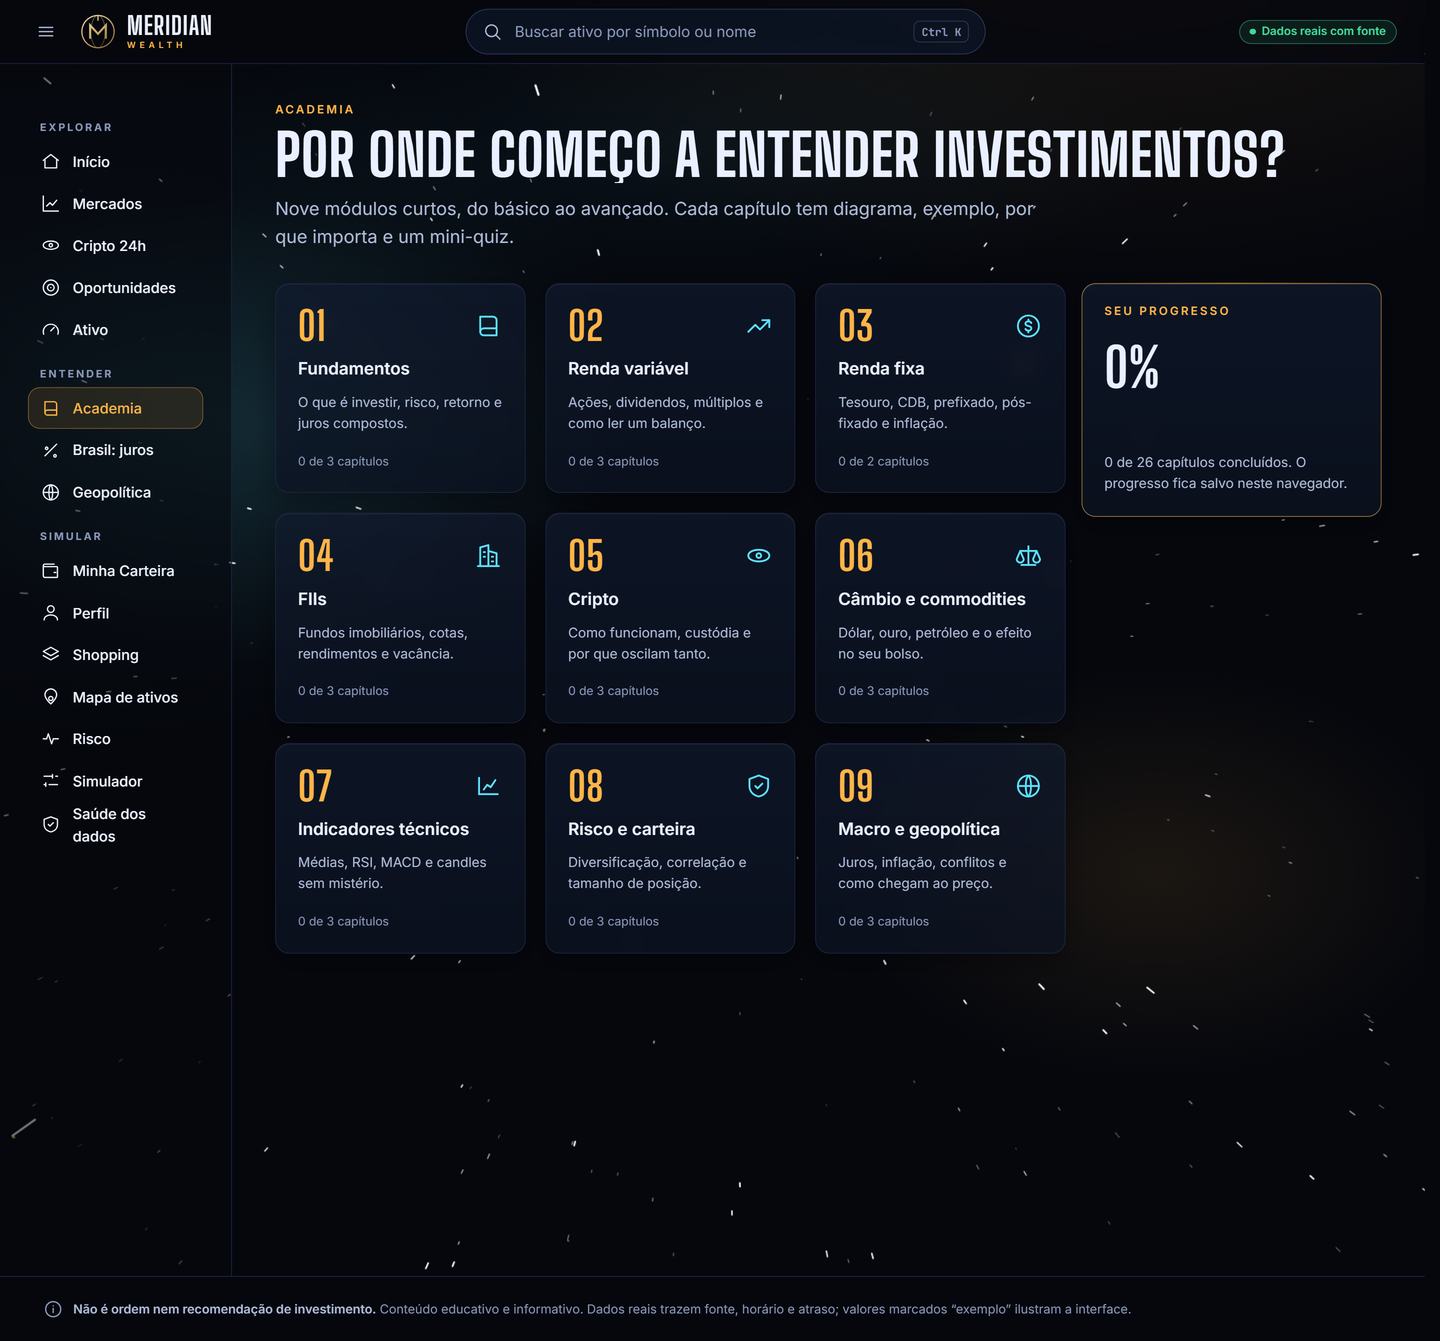 MERIDIAN
WEALTH
Buscar ativo por símbolo ou nome
Ctrl K
Dados reais com fonte
EXPLORAR
Início
Mercados
Cripto 24h
Oportunidades
Ativo
ENTENDER
Academia
Brasil: juros
Geopolítica
SIMULAR
Minha Carteira
Perfil
Shopping
Mapa de ativos
Risco
Simulador
Saúde dos
dados
ACADEMIA
POR ONDE COMEÇO A ENTENDER INVESTIMENTOS?
Nove módulos curtos, do básico ao avançado. Cada capítulo tem diagrama, exemplo, por
que importa e um mini-quiz.
01
Fundamentos
O que é investir, risco, retorno e
juros compostos.
0 de 3 capítulos
02
Renda variável
Ações, dividendos, múltiplos e
como ler um balanço.
0 de 3 capítulos
03
Renda fixa
Tesouro, CDB, prefixado, pós-
fixado e inflação.
0 de 2 capítulos
SEU PROGRESSO
0%
0 de 26 capítulos concluídos. O
progresso fica salvo neste navegador.
04
FIIs
Fundos imobiliários, cotas,
rendimentos e vacância.
0 de 3 capítulos
05
Cripto
Como funcionam, custódia e
por que oscilam tanto.
0 de 3 capítulos
06
Câmbio e commodities
Dólar, ouro, petróleo e o efeito
no seu bolso.
0 de 3 capítulos
07
Indicadores técnicos
Médias, RSI, MACD e candles
sem mistério.
0 de 3 capítulos
08
Risco e carteira
Diversificação, correlação e
tamanho de posição.
0 de 3 capítulos
09
Macro e geopolítica
Juros, inflação, conflitos e
como chegam ao preço.
0 de 3 capítulos
Não é ordem nem recomendação de investimento. Conteúdo educativo e informativo. Dados reais trazem fonte, horário e atraso; valores marcados “exemplo” ilustram a interface.